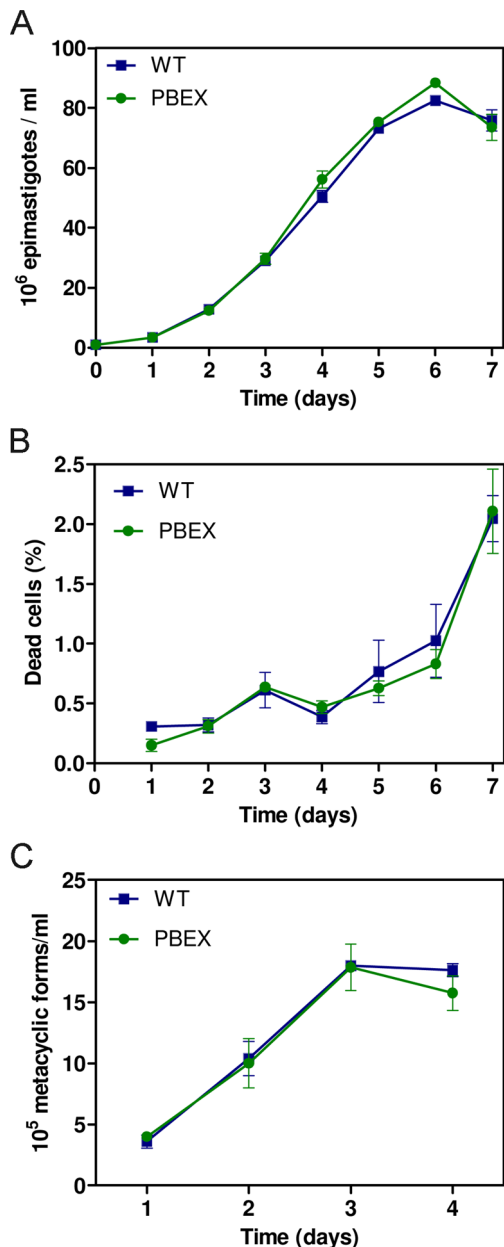 A
WT
PBEX
100
80
60
40
20
0
10⁶ epimastigotes / ml
0 1 2 3 4 5 6 7
Time (days)
B
WT
PBEX
2.5
2.0
1.5
1.0
0.5
0.0
Dead cells (%)
0 1 2 3 4 5 6 7
Time (days)
C
WT
PBEX
25
20
15
10
5
0
10⁵ metacyclic forms/ml
1 2 3 4
Time (days)